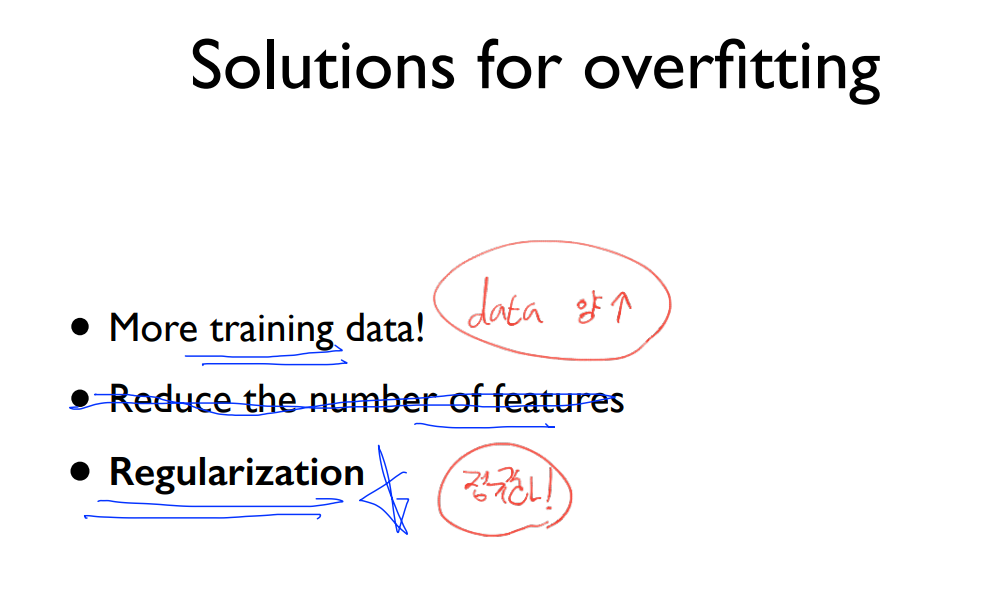 Solutions for overfitting
• More training data! data 양↑
• Reduce the number of features
• Regularization 정규화!